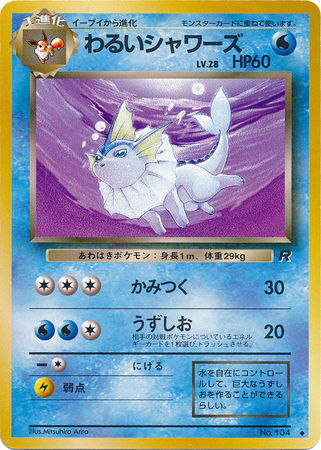 1進化
イーブイから進化
モンスターカードに重ねて使います。
わるいシャワーズ
LV.28
HP60
あわはきポケモン：身長1m、体重29kg
R
かみつく
30
うずしお
20
相手の対戦ポケモンについているエネル
ギーカードを1枚選び、トラッシュさせる。
にげる
弱点
水を自在にコントロー
ルして、巨大なうずし
おを作ることができる
らしい。
Illus.Mitsuhiro Arita
No.134